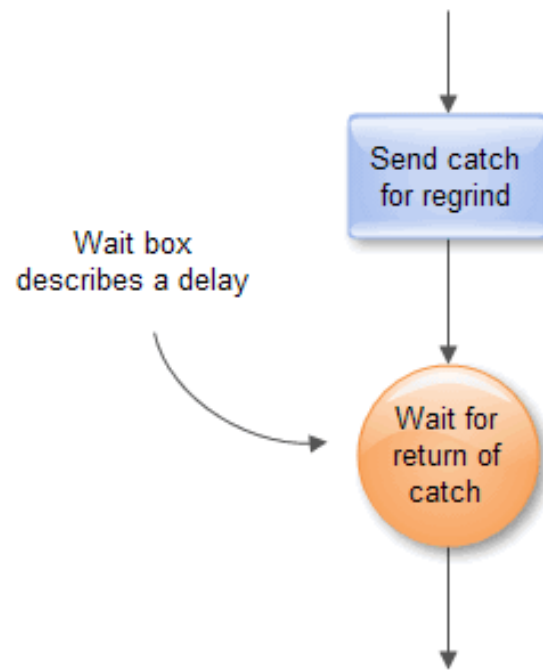 Send catch
for regrind
Wait box
describes a delay
Wait for
return of
catch